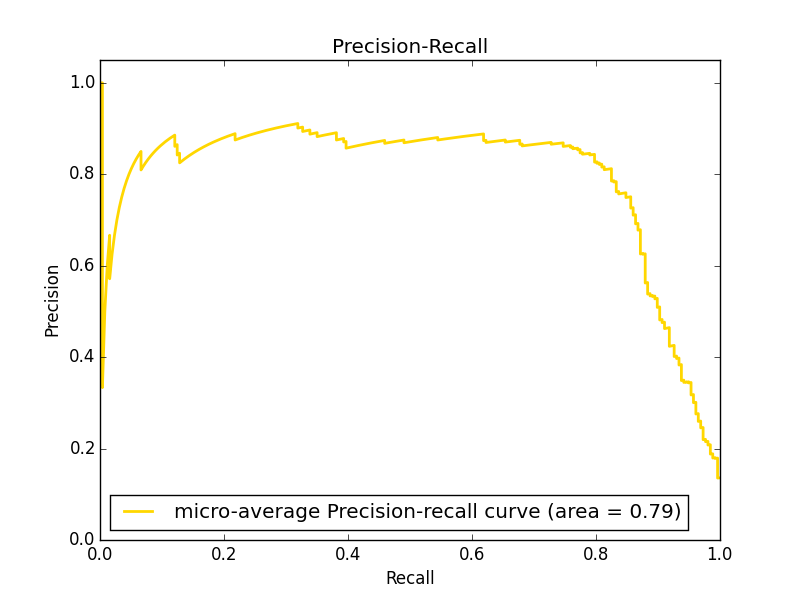 Precision-Recall
1.0
0.8
0.6
0.4
0.2
0.0
Precision
micro-average Precision-recall curve (area = 0.79)
0.0 0.2 0.4 0.6 0.8 1.0
Recall